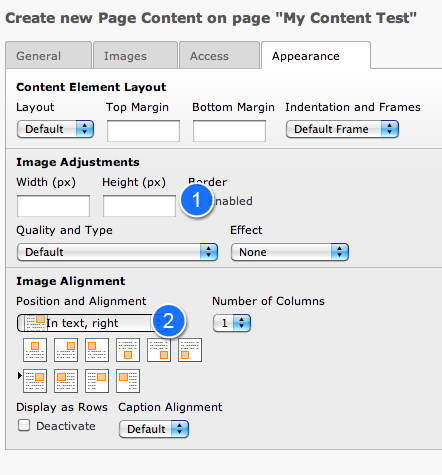 Create new Page Content on page "My Content Test"
General Images Access Appearance
Content Element Layout
Layout Top Margin Bottom Margin Indentation and Frames
Default Default Frame
Image Adjustments
Width (px) Height (px) Border
1 Enabled
Quality and Type Effect
Default None
Image Alignment
Position and Alignment Number of Columns
In text, right 2 1
Display as Rows Caption Alignment
Deactivate Default